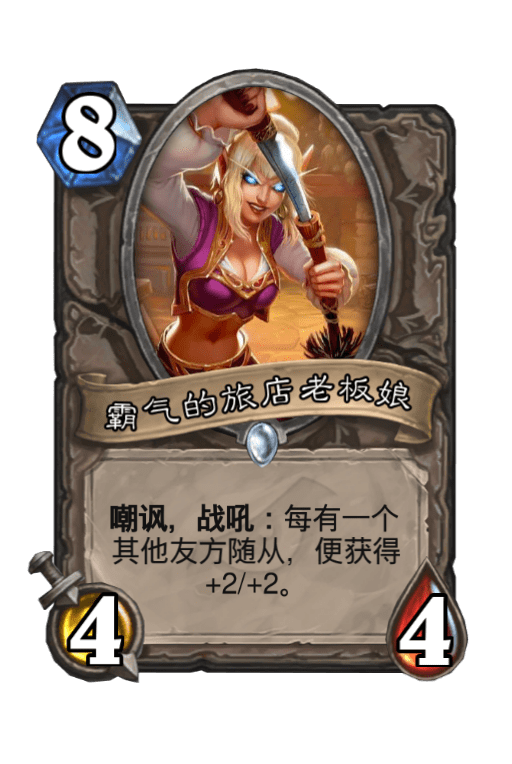 8
霸气的旅店老板娘
嘲讽，战吼：每有一个
其他友方随从，便获得
+2/+2。
4
4